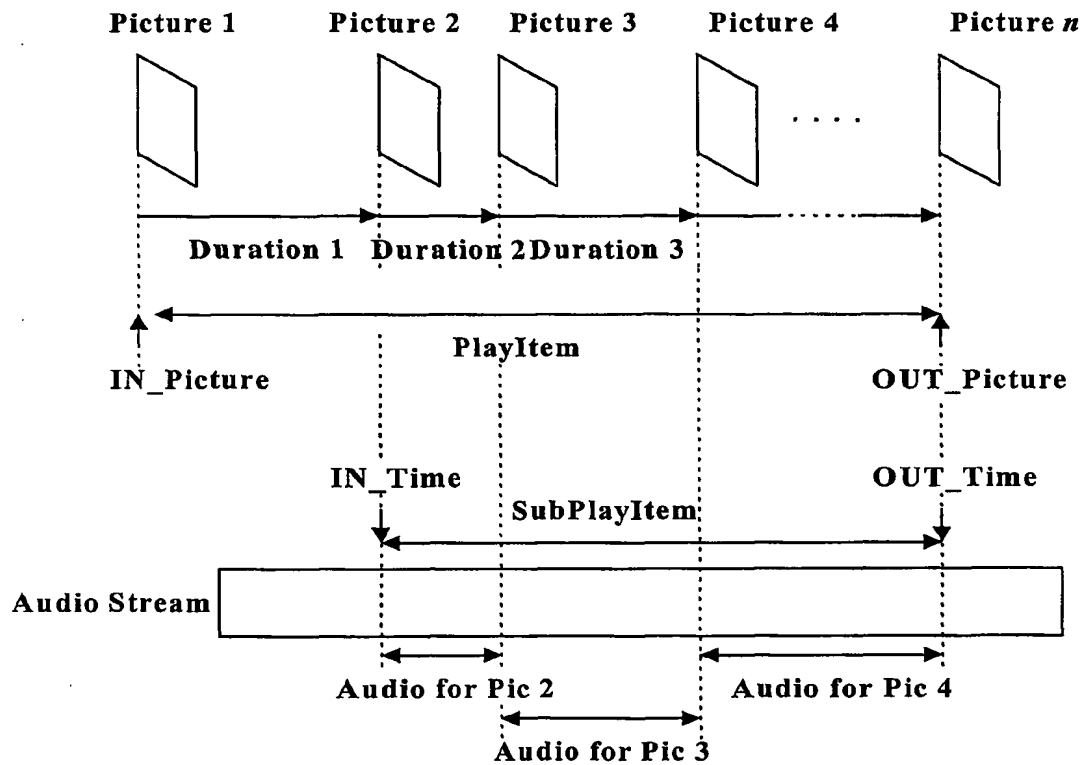 Picture 1 Picture 2 Picture 3 Picture 4 Picture n
. . . .
Duration 1 Duration 2 Duration 3
PlayItem
IN_Picture OUT_Picture
IN_Time OUT_Time
SubPlayItem
Audio Stream
Audio for Pic 2 Audio for Pic 4
Audio for Pic 3